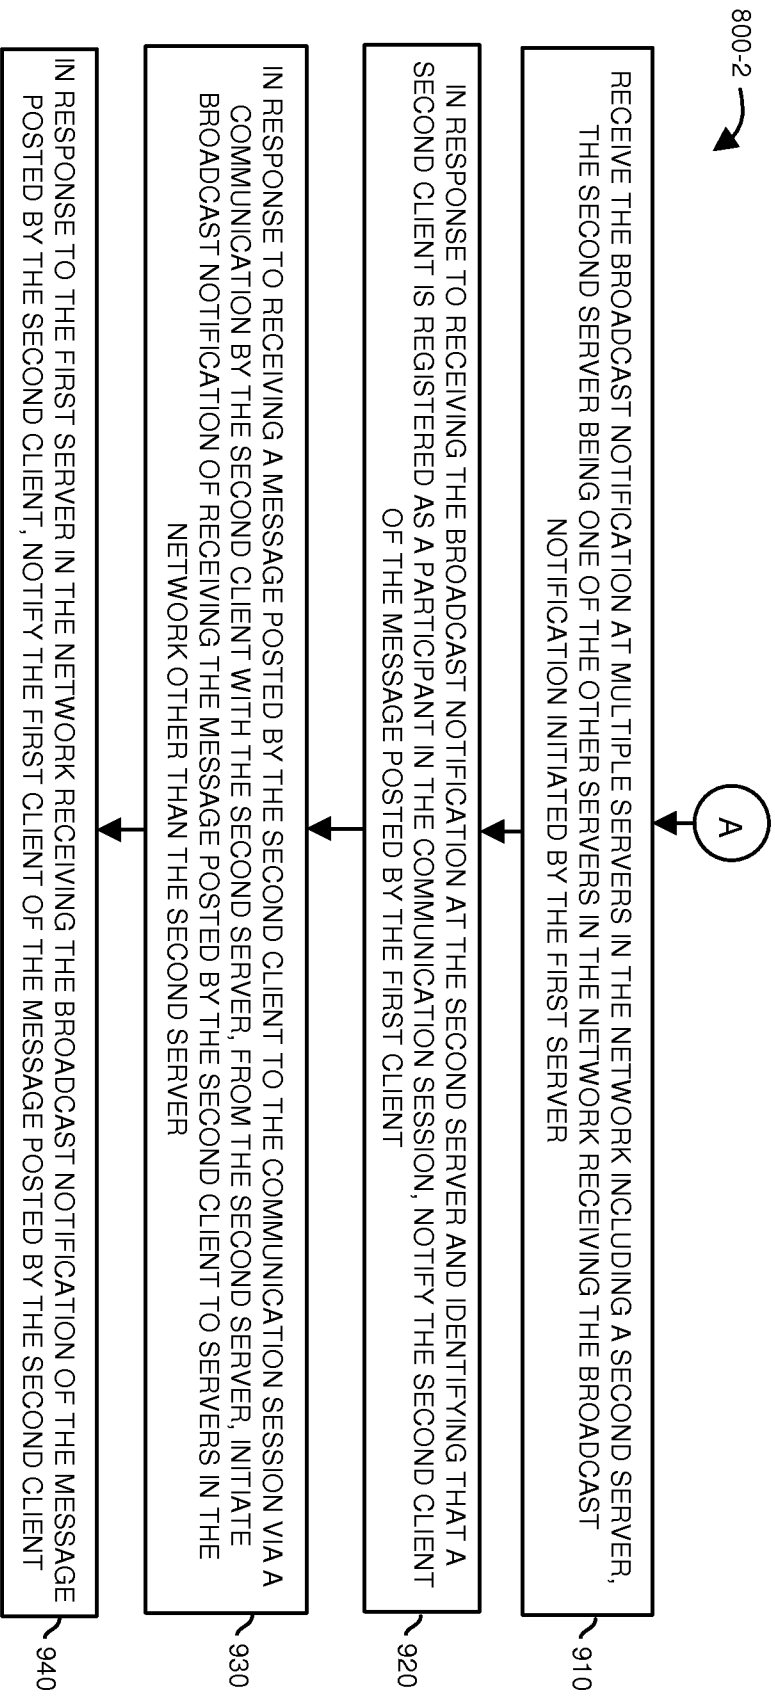 800-2
A
RECEIVE THE BROADCAST NOTIFICATION AT MULTIPLE SERVERS IN THE NETWORK INCLUDING A SECOND SERVER,
THE SECOND SERVER BEING ONE OF THE OTHER SERVERS IN THE NETWORK RECEIVING THE BROADCAST
NOTIFICATION INITIATED BY THE FIRST SERVER
910
IN RESPONSE TO RECEIVING THE BROADCAST NOTIFICATION AT THE SECOND SERVER AND IDENTIFYING THAT A
SECOND CLIENT IS REGISTERED AS A PARTICIPANT IN THE COMMUNICATION SESSION, NOTIFY THE SECOND CLIENT
OF THE MESSAGE POSTED BY THE FIRST CLIENT
920
IN RESPONSE TO RECEIVING A MESSAGE POSTED BY THE SECOND CLIENT TO THE COMMUNICATION SESSION VIA A
COMMUNICATION BY THE SECOND CLIENT WITH THE SECOND SERVER, FROM THE SECOND SERVER, INITIATE
BROADCAST NOTIFICATION OF RECEIVING THE MESSAGE POSTED BY THE SECOND CLIENT TO SERVERS IN THE
NETWORK OTHER THAN THE SECOND SERVER
930
IN RESPONSE TO THE FIRST SERVER IN THE NETWORK RECEIVING THE BROADCAST NOTIFICATION OF THE MESSAGE
POSTED BY THE SECOND CLIENT, NOTIFY THE FIRST CLIENT OF THE MESSAGE POSTED BY THE SECOND CLIENT
940